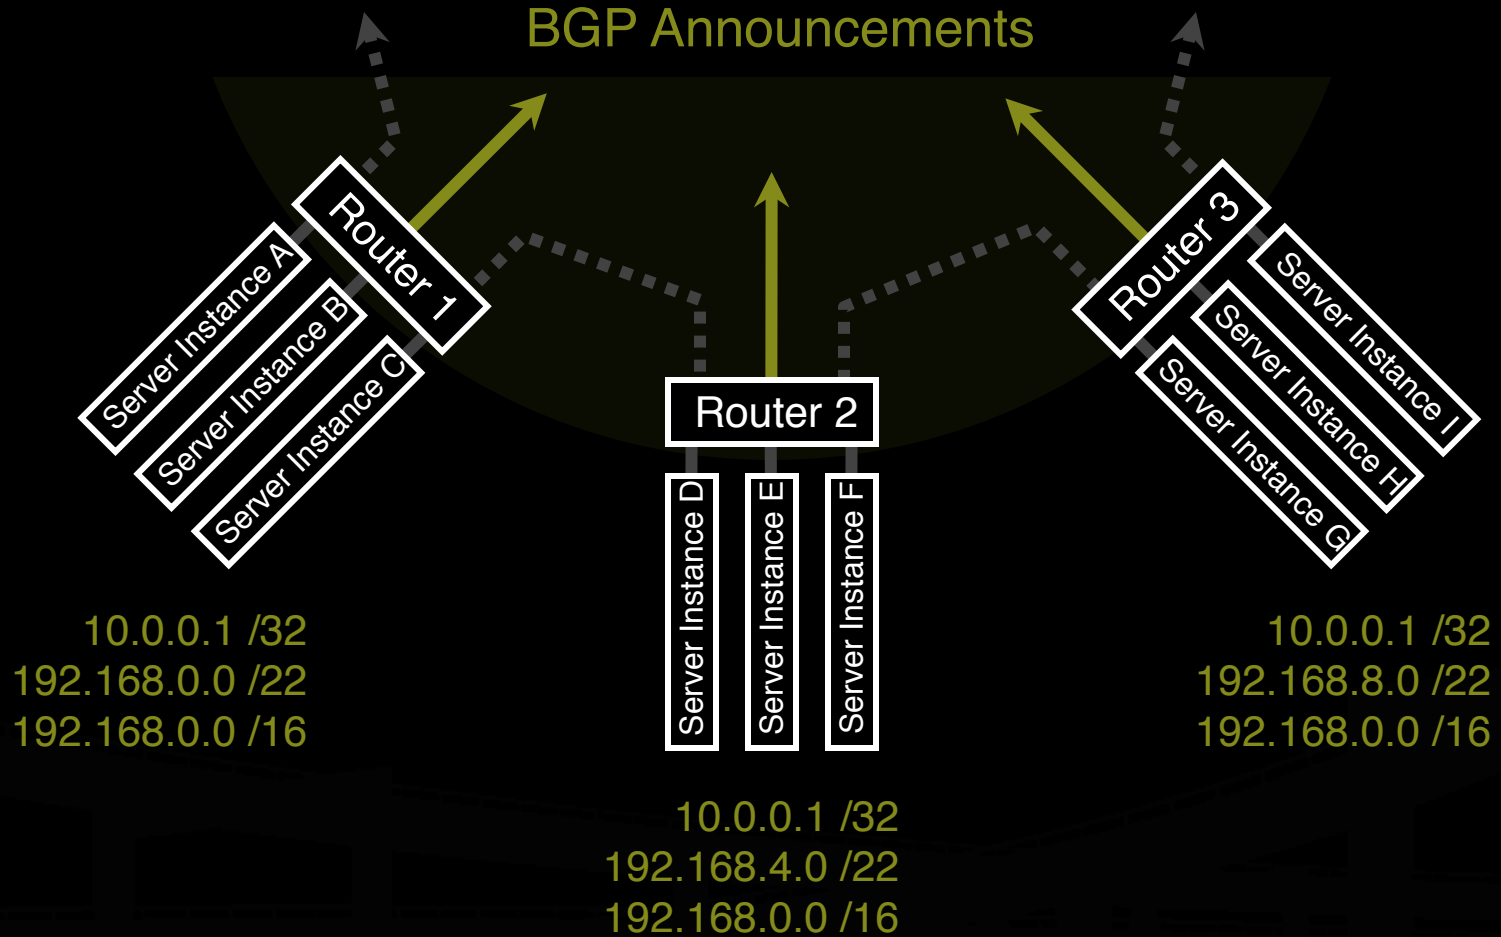 BGP Announcements
Router 1
Server Instance A
Server Instance B
Server Instance C
10.0.0.1 /32
192.168.0.0 /22
192.168.0.0 /16
Router 2
Server Instance D
Server Instance E
Server Instance F
10.0.0.1 /32
192.168.4.0 /22
192.168.0.0 /16
Router 3
Server Instance I
Server Instance H
Server Instance G
10.0.0.1 /32
192.168.8.0 /22
192.168.0.0 /16